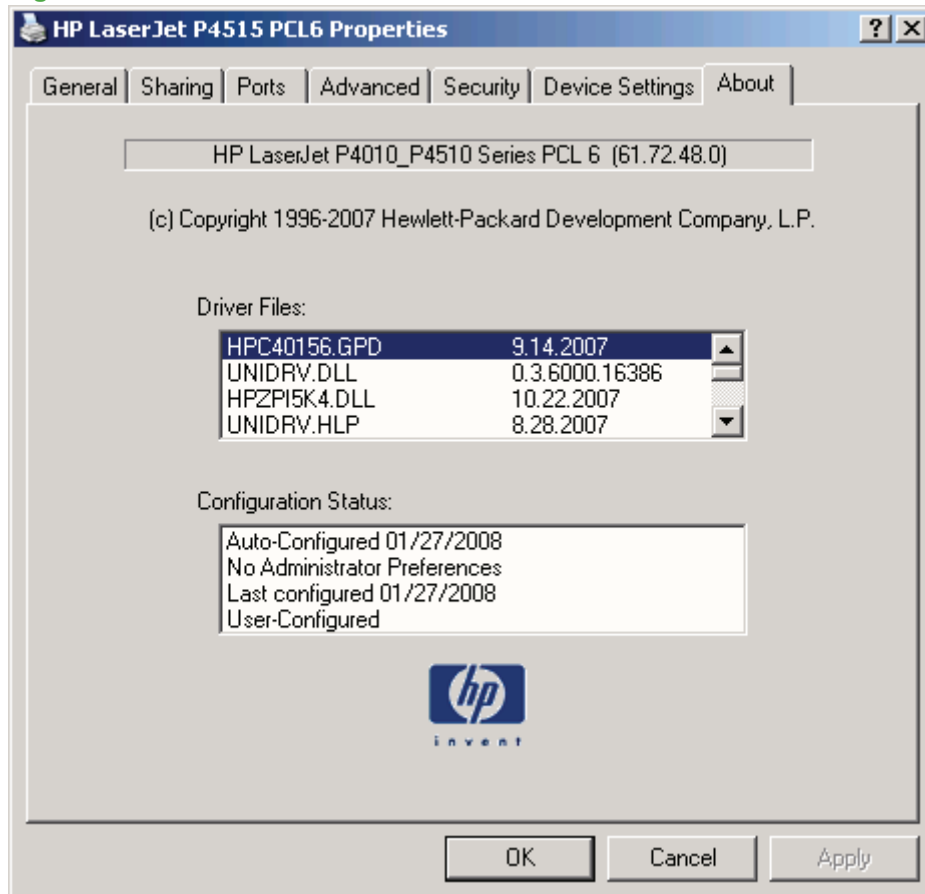 HP LaserJet P4515 PCL6 Properties
General Sharing Ports Advanced Security Device Settings About
HP LaserJet P4010_P4510 Series PCL 6 (61.72.48.0)
(c) Copyright 1996-2007 Hewlett-Packard Development Company, L.P.
Driver Files:
HPC40156.GPD 9.14.2007
UNIDRV.DLL 0.3.6000.16386
HPZPI5K4.DLL 10.22.2007
UNIDRV.HLP 8.28.2007
Configuration Status:
Auto-Configured 01/27/2008
No Administrator Preferences
Last configured 01/27/2008
User-Configured
hp
invent
OK Cancel Apply